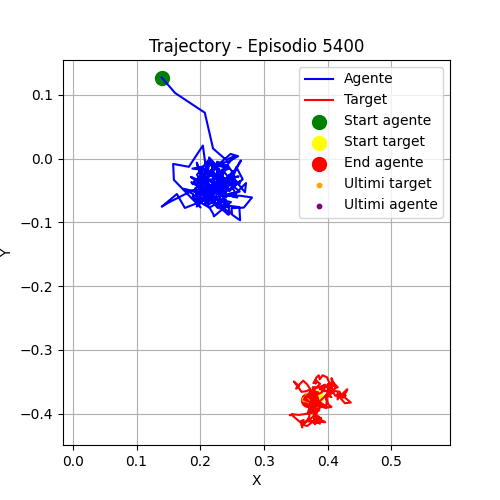 Trajectory - Episodio 5400
Agente
Target
Start agente
Start target
End agente
Ultimi target
Ultimi agente
0.1
0.0
−0.1
−0.2
−0.3
−0.4
Y
0.0 0.1 0.2 0.3 0.4 0.5
X